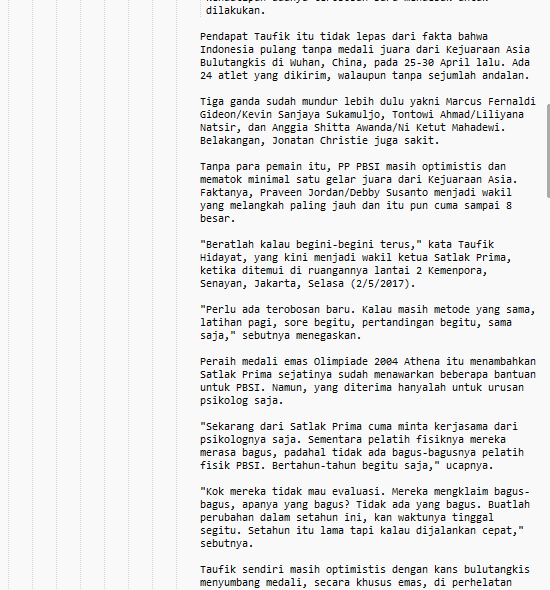 dilakukan.
Pendapat Taufik itu tidak lepas dari fakta bahwa
Indonesia pulang tanpa medali juara dari Kejuaraan Asia
Bulutangkis di Wuhan, China, pada 25-30 April lalu. Ada
24 atlet yang dikirim, walaupun tanpa sejumlah andalan.
Tiga ganda sudah mundur lebih dulu yakni Marcus Fernaldi
Gideon/Kevin Sanjaya Sukamuljo, Tontowi Ahmad/Liliyana
Natsir, dan Anggia Shitta Awanda/Ni Ketut Mahadewi.
Belakangan, Jonatan Christie juga sakit.
Tanpa para pemain itu, PP PBSI masih optimistis dan
mematok minimal satu gelar juara dari Kejuaraan Asia.
Faktanya, Praveen Jordan/Debby Susanto menjadi wakil
yang melangkah paling jauh dan itu pun cuma sampai 8
besar.
"Beratlah kalau begini-begini terus," kata Taufik
Hidayat, yang kini menjadi wakil ketua Satlak Prima,
ketika ditemui di ruangannya lantai 2 Kemenpora,
Senayan, Jakarta, Selasa (2/5/2017).
"Perlu ada terobosan baru. Kalau masih metode yang sama,
latihan pagi, sore begitu, pertandingan begitu, sama
saja," sebutnya menegaskan.
Peraih medali emas Olimpiade 2004 Athena itu menambahkan
Satlak Prima sejatinya sudah menawarkan beberapa bantuan
untuk PBSI. Namun, yang diterima hanyalah untuk urusan
psikolog saja.
"Sekarang dari Satlak Prima cuma minta kerjasama dari
psikolognya saja. Sementara pelatih fisiknya mereka
merasa bagus, padahal tidak ada bagus-bagusnya pelatih
fisik PBSI. Bertahun-tahun begitu saja," ucapnya.
"Kok mereka tidak mau evaluasi. Mereka mengklaim bagus-
bagus, apanya yang bagus? Tidak ada yang bagus. Buatlah
perubahan dalam setahun ini, kan waktunya tinggal
segitu. Setahun itu lama tapi kalau dijalankan cepat,"
sebutnya.
Taufik sendiri masih optimistis dengan kans bulutangkis
menyumbang medali, secara khusus emas, di perhelatan